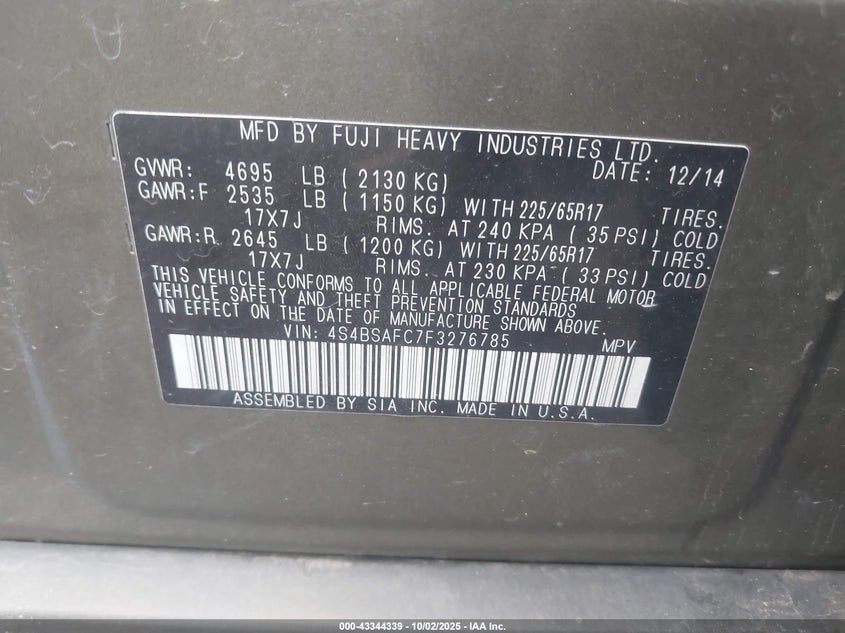 MFD BY FUJI HEAVY INDUSTRIES LTD.
GVWR: 4695 LB ( 2130 KG) DATE: 12/14
GAWR:F 2535 LB ( 1150 KG) WITH 225/65R17 TIRES.
17X7J RIMS. AT 240 KPA ( 35 PSI) COLD
GAWR:R 2645 LB ( 1200 KG) WITH 225/65R17 TIRES.
17X7J RIMS. AT 230 KPA ( 33 PSI) COLD
THIS VEHICLE CONFORMS TO ALL APPLICABLE FEDERAL MOTOR
VEHICLE SAFETY AND THEFT PREVENTION STANDARDS
IN EFFECT ON THE DATE OF MANUFACTURE SHOWN ABOVE.
VIN: 4S4BSAFC7F3276785 MPV
ASSEMBLED BY SIA INC. MADE IN U.S.A.
000-43344339 | 10/02/2025 | IAA Inc.